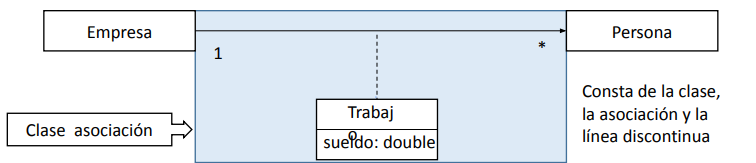 Empresa
Persona
1
*
Trabaj
o
sueldo: double
Clase asociación
Consta de la clase,
la asociación y la
línea discontinua